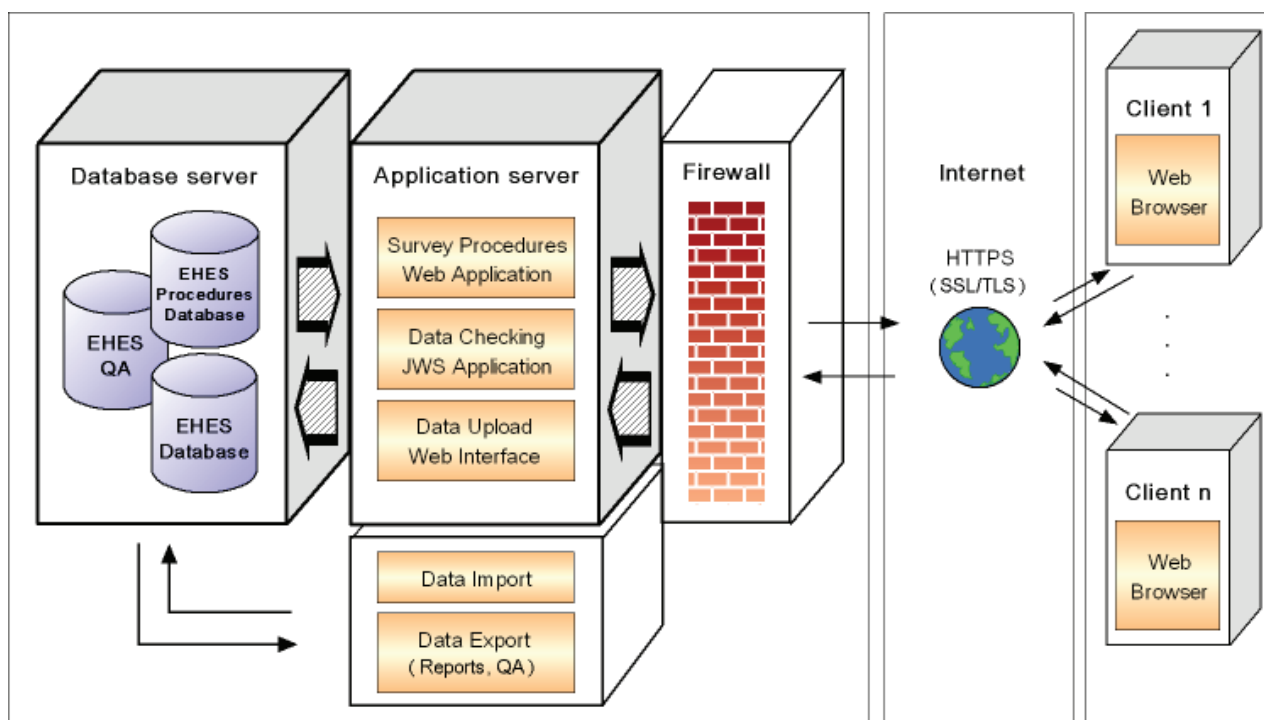 Database server
EHES
Procedures
Database
EHES
QA
EHES
Database
Application server
Survey Procedures
Web Application
Data Checking
JWS Application
Data Upload
Web Interface
Data Import
Data Export
( Reports, QA )
Firewall
Internet
HTTPS
(SSL/TLS)
Client 1
Web
Browser
Client n
Web
Browser